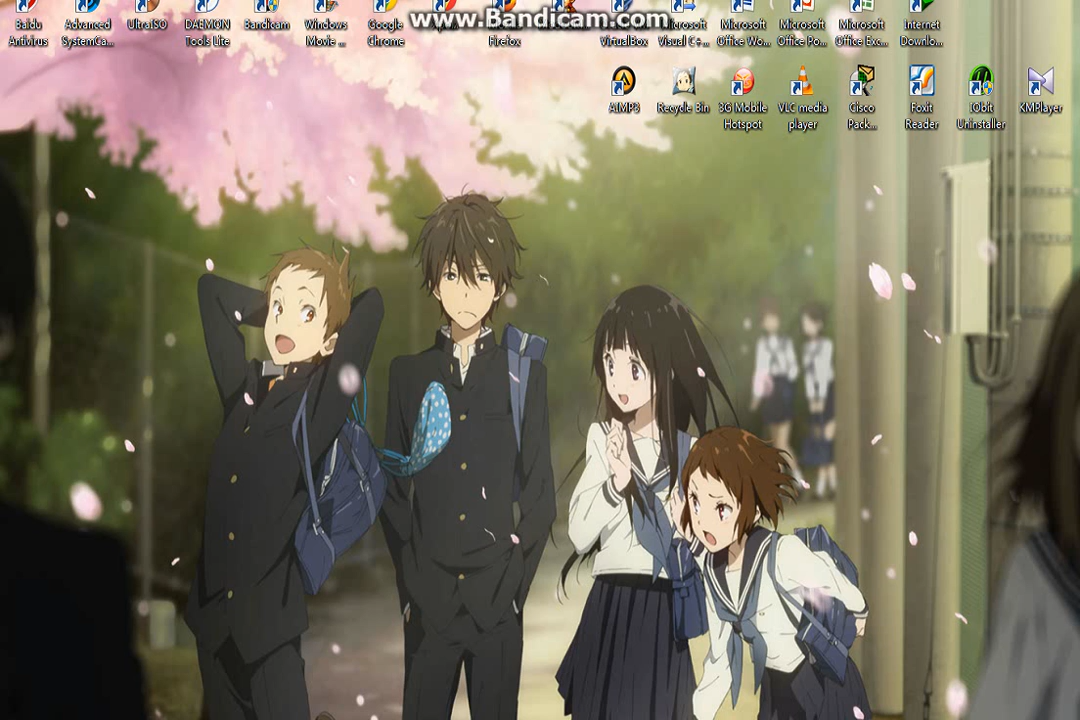 www.Bandicam.com
Baidu Antivirus
Advanced SystemCa...
UltraISO
DAEMON Tools Lite
Bandicam
Windows Movie ...
Google Chrome
Firefox
VirtualBox
Microsoft Visual C+...
Microsoft Office Wo...
Microsoft Office Po...
Microsoft Office Exc...
Internet Downlo...
AIMP3
Recycle Bin
3G Mobile Hotspot
VLC media player
Cisco Pack...
Foxit Reader
IObit Uninstaller
KMPlayer